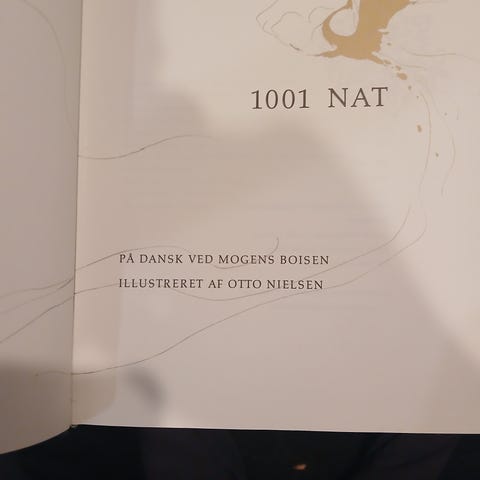 1001 NAT
PÅ DANSK VED MOGENS BOISEN
ILLUSTRERET AF OTTO NIELSEN